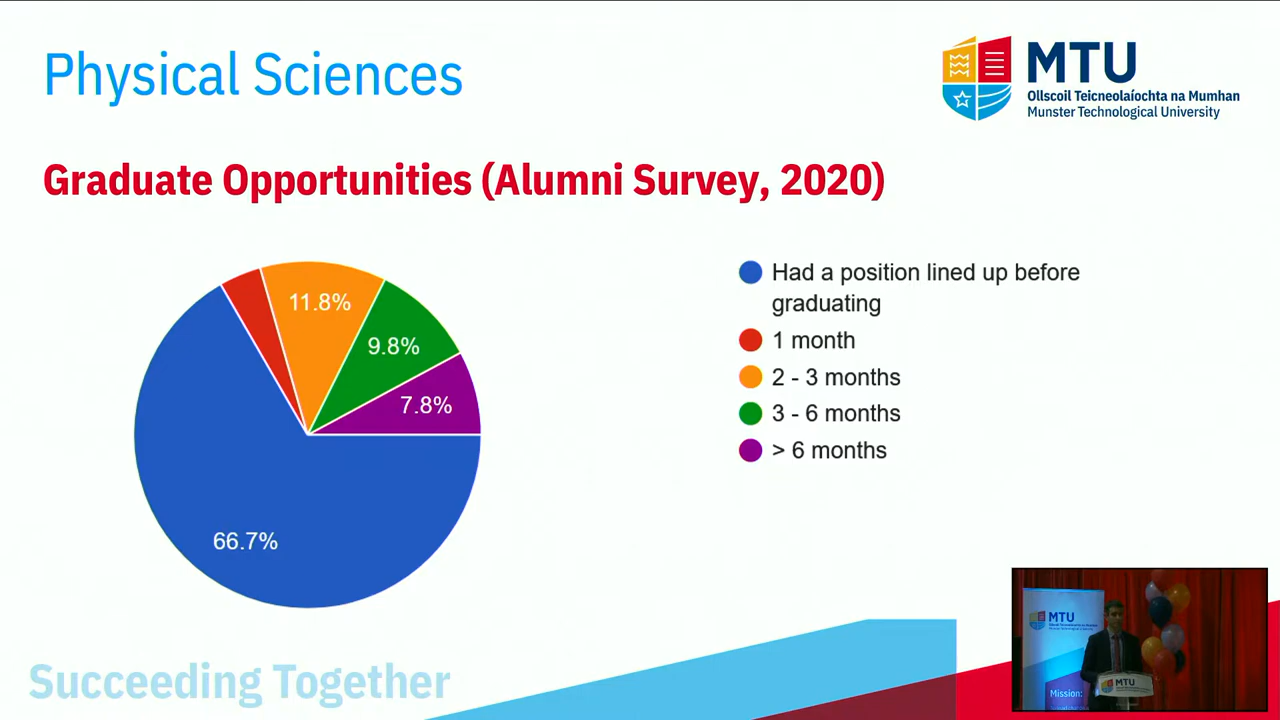 Physical Sciences
MTU
Ollscoil Teicneolaíochta na Mumhan
Munster Technological University
Graduate Opportunities (Alumni Survey, 2020)
11.8%
9.8%
7.8%
66.7%
Had a position lined up before
graduating
1 month
2 - 3 months
3 - 6 months
> 6 months
Succeeding Together
MTU
MTU
Mission: